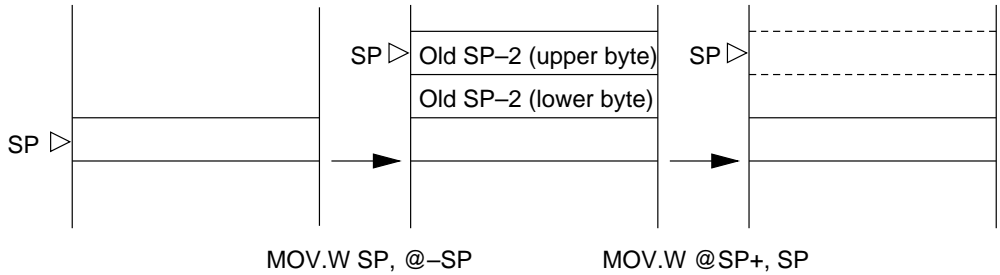 SP
SP
Old SP–2 (upper byte)
Old SP–2 (lower byte)
SP
MOV.W SP, @–SP
MOV.W @SP+, SP